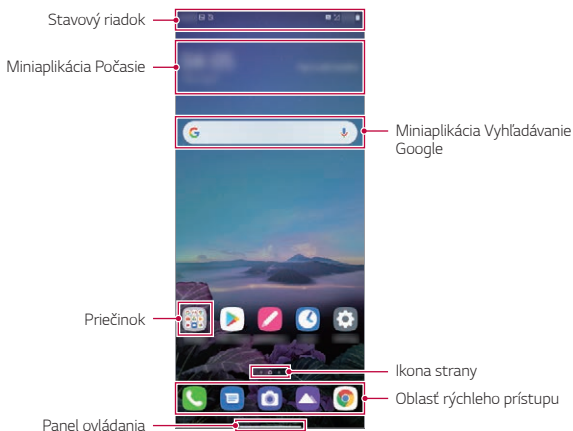 Stavový riadok
Miniaplikácia Počasie
Miniaplikácia Vyhľadávanie
Google
Priečinok
Ikona strany
Oblasť rýchleho prístupu
Panel ovládania